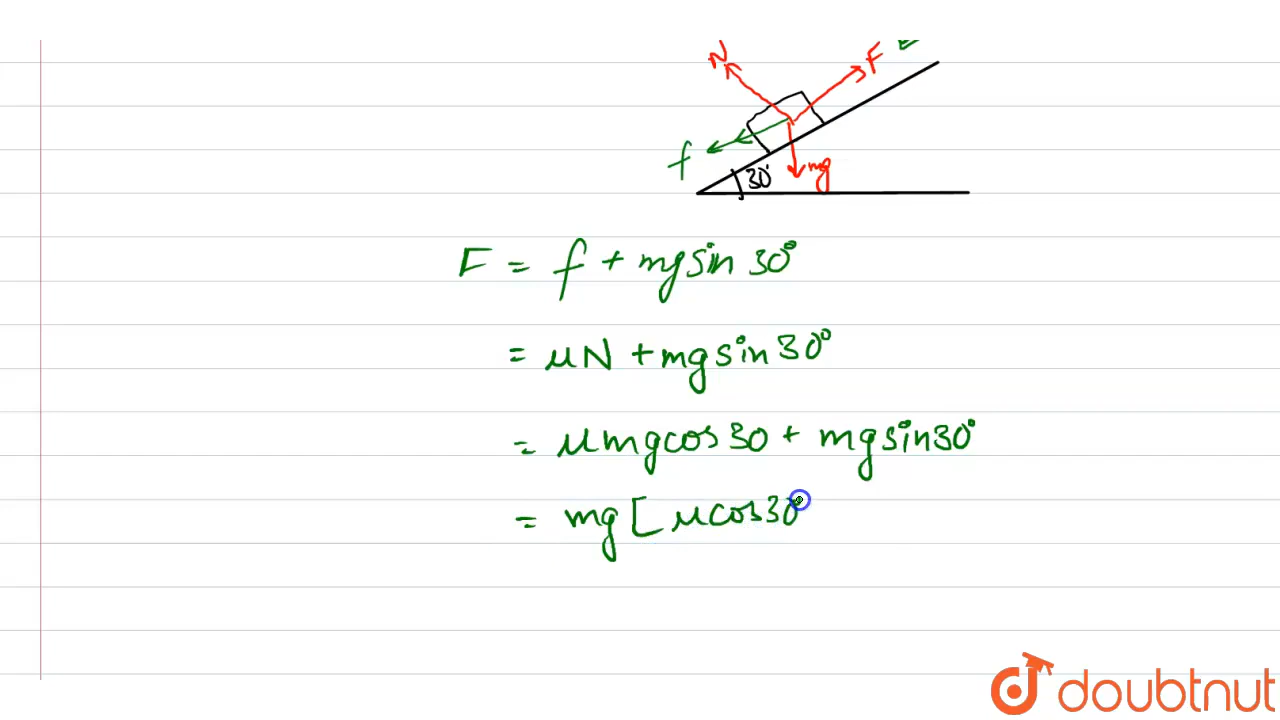 N
F
f
30°
mg
F = f + mg sin 30°
= μN + mg sin 30°
= μmg cos 30 + mg sin 30°
= mg [ μ cos 30°
doubtnut